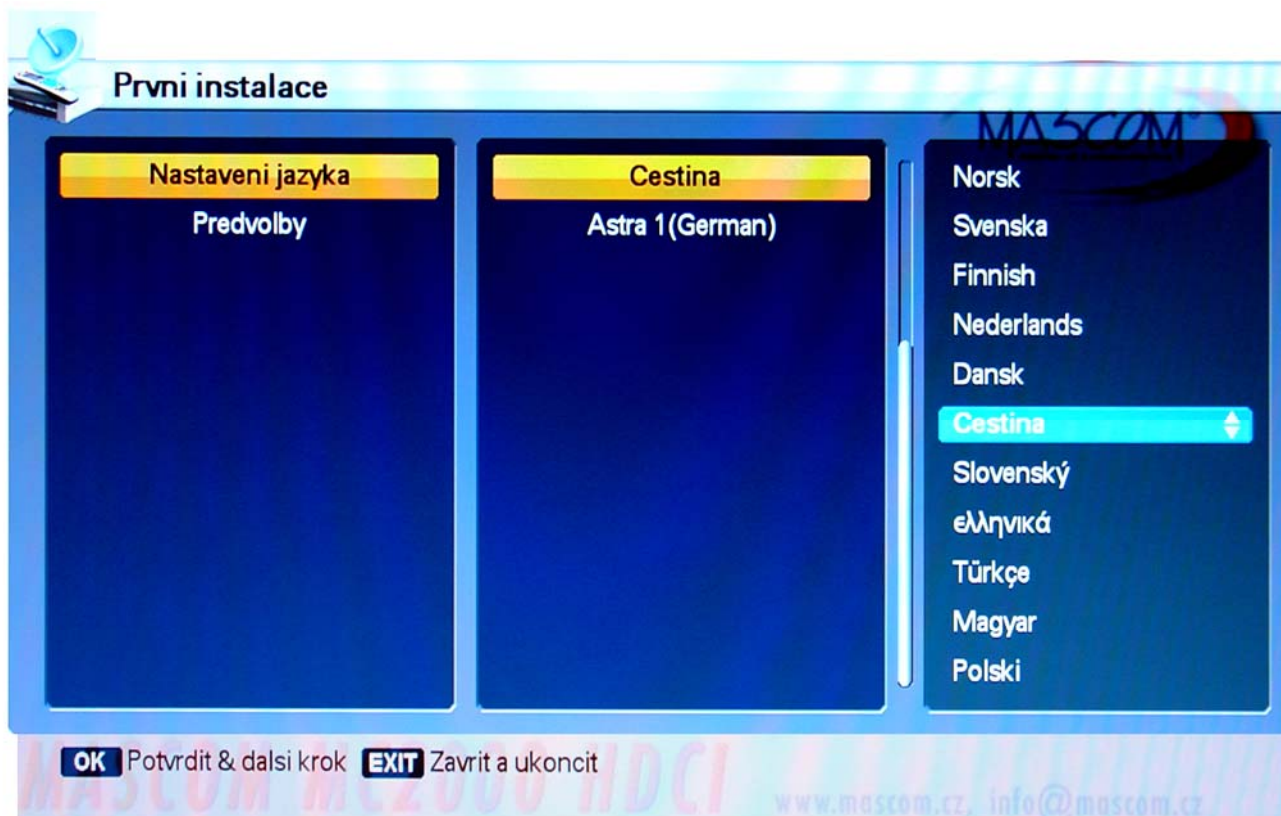 Prvni instalace
MASCOM
Nastaveni jazyka
Predvolby
Cestina
Astra 1(German)
Norsk
Svenska
Finnish
Nederlands
Dansk
Cestina
Slovenský
ελληνικά
Türkçe
Magyar
Polski
OK Potvrdit & dalsi krok EXIT Zavrit a ukoncit
MASCOM MC2000 HDCI www.mascom.cz, info@mascom.cz